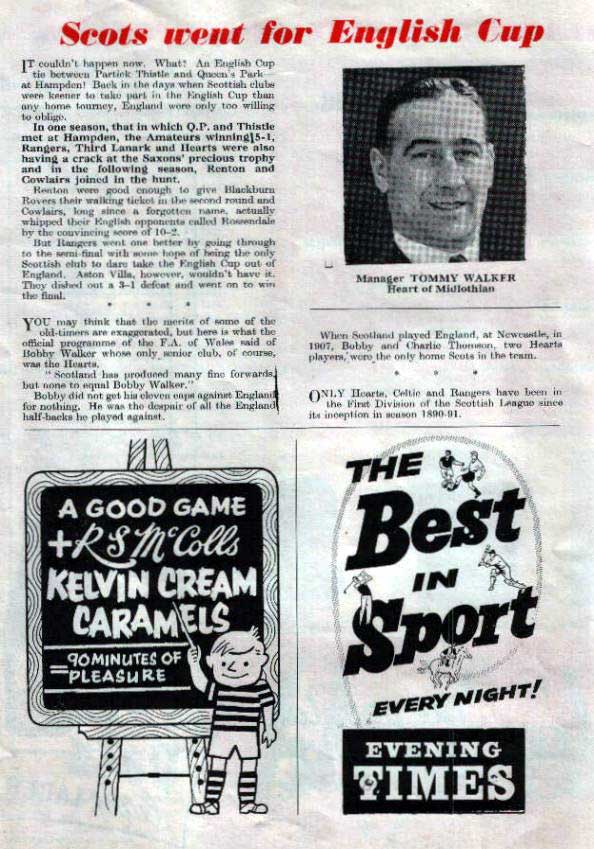 Scots went for English Cup
IT couldn't happen now. What? An English Cup
tie between Partick Thistle and Queen's Park—
at Hampden! Back in the days when Scottish clubs
were keener to take part in the English Cup than
any home tourney, England were only too willing
to oblige.
In one season, that in which Q.P. and Thistle
met at Hampden, the Amateurs winning 5-1,
Rangers, Third Lanark and Hearts were also
having a crack at the Saxons' precious trophy
and in the following season, Renton and
Cowlairs joined in the hunt.
Renton were good enough to give Blackburn
Rovers their walking ticket in the second round and
Cowlairs, long since a forgotten name, actually
whipped their English opponents called Rossendale
by the convincing score of 10-2.
But Rangers went one better by going through
to the semi-final with some hope of being the only
Scottish club to dare take the English Cup out of
England. Aston Villa, however, wouldn't have it.
They dished out a 3-1 defeat and went on to win
the final.
* * *
YOU may think that the merits of some of the
old-timers are exaggerated, but here is what the
official programme of the F.A. of Wales said of
Bobby Walker whose only senior club, of course,
was the Hearts.
" Scotland has produced many fine forwards,
but none to equal Bobby Walker."
Bobby did not get his eleven caps against England
for nothing. He was the despair of all the England
half-backs he played against.
Manager TOMMY WALKER
Heart of Midlothian
When Scotland played England, at Newcastle, in
1907, Bobby and Charlie Thomson, two Hearts
players, were the only home Scots in the team.
* * *
ONLY Hearts, Celtic and Rangers have been in
the First Division of the Scottish League since
its inception in season 1890-91.
A GOOD GAME
+ R S McColls
KELVIN CREAM
CARAMELS
= 90 MINUTES OF
PLEASURE
THE
Best
IN
Sport
EVERY NIGHT!
EVENING
TIMES